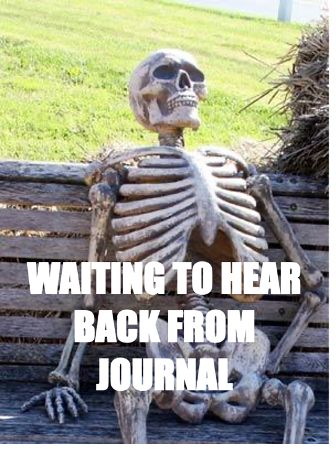 WAITING TO HEAR
BACK FROM
JOURNAL